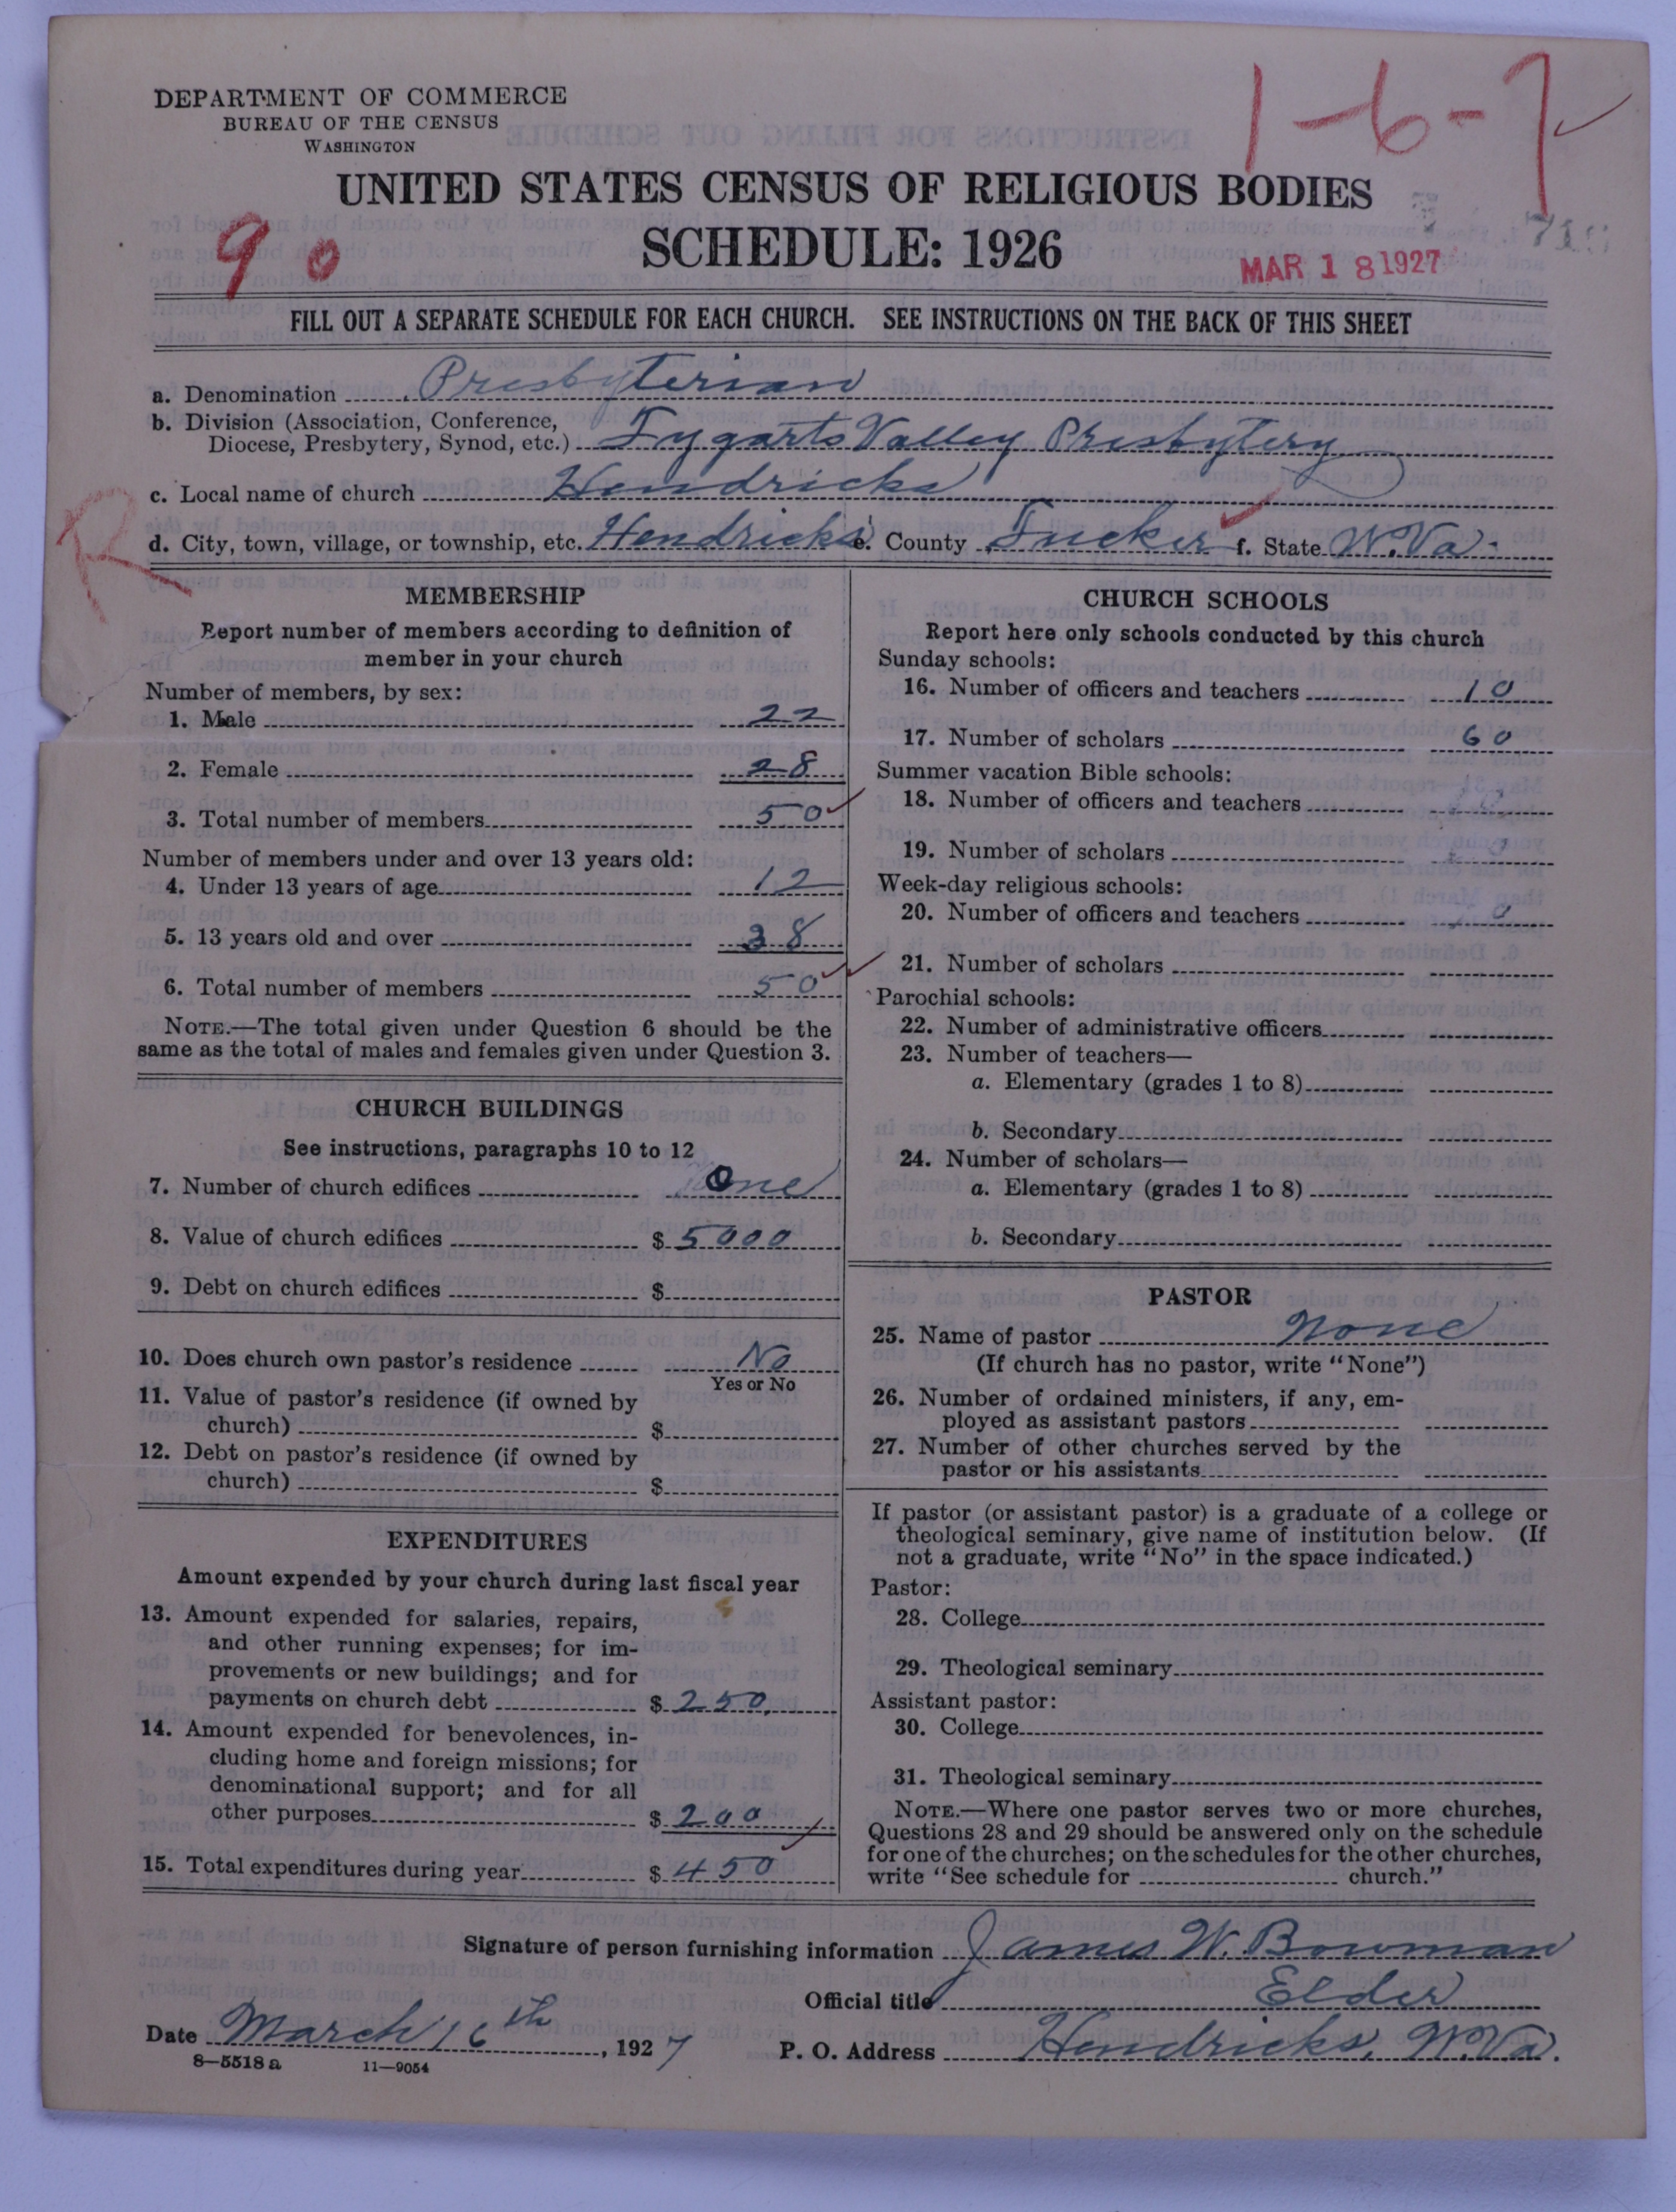 1-6-7
DEPARTMENT OF COMMERCE
BUREAU OF THE CENSUS
WASHINGTON
UNITED STATES CENSUS OF RELIGIOUS BODIES
SCHEDULE: 1926
90
MAR 18 1927
FILL OUT A SEPARATE SCHEDULE FOR EACH CHURCH. SEE INSTRUCTIONS ON THE BACK OF THIS SHEET
a. Denomination Presbyterian
b. Division (Association, Conference,
Diocese, Presbytery, Synod, etc.) Tygarts Valley Presbytery
c. Local name of church Hendricks
R
d. City, town, village, or township, etc. Hendricks e. County Tucker f. State W.Va.
MEMBERSHIP
Report number of members according to definition of
member in your church
Number of members, by sex:
1. Male 22
2. Female 28
3. Total number of members 50
Number of members under and over 13 years old:
4. Under 13 years of age 12
5. 13 years old and over 38
6. Total number of members 50
NOTE.—The total given under Question 6 should be the
same as the total of males and females given under Question 3.
CHURCH BUILDINGS
See instructions, paragraphs 10 to 12
7. Number of church edifices One
8. Value of church edifices $ 5000
9. Debt on church edifices $
10. Does church own pastor's residence No
Yes or No
11. Value of pastor's residence (if owned by
church) $
12. Debt on pastor's residence (if owned by
church) $
EXPENDITURES
Amount expended by your church during last fiscal year
13. Amount expended for salaries, repairs,
and other running expenses; for im-
provements or new buildings; and for
payments on church debt $ 250.
14. Amount expended for benevolences, in-
cluding home and foreign missions; for
denominational support; and for all
other purposes $ 200
15. Total expenditures during year $ 450
CHURCH SCHOOLS
Report here only schools conducted by this church
Sunday schools:
16. Number of officers and teachers 10
17. Number of scholars 60
Summer vacation Bible schools:
18. Number of officers and teachers
19. Number of scholars
Week-day religious schools:
20. Number of officers and teachers
21. Number of scholars
Parochial schools:
22. Number of administrative officers
23. Number of teachers—
a. Elementary (grades 1 to 8)
b. Secondary
24. Number of scholars—
a. Elementary (grades 1 to 8)
b. Secondary
PASTOR
25. Name of pastor None
(If church has no pastor, write "None")
26. Number of ordained ministers, if any, em-
ployed as assistant pastors
27. Number of other churches served by the
pastor or his assistants
If pastor (or assistant pastor) is a graduate of a college or
theological seminary, give name of institution below. (If
not a graduate, write "No" in the space indicated.)
Pastor:
28. College
29. Theological seminary
Assistant pastor:
30. College
31. Theological seminary
NOTE.—Where one pastor serves two or more churches,
Questions 28 and 29 should be answered only on the schedule
for one of the churches; on the schedules for the other churches,
write "See schedule for church."
Signature of person furnishing information James W. Bowman
Official title Elder
Date March 16th, 1927 P. O. Address Hendricks, W.Va.
8-5518a 11-9054